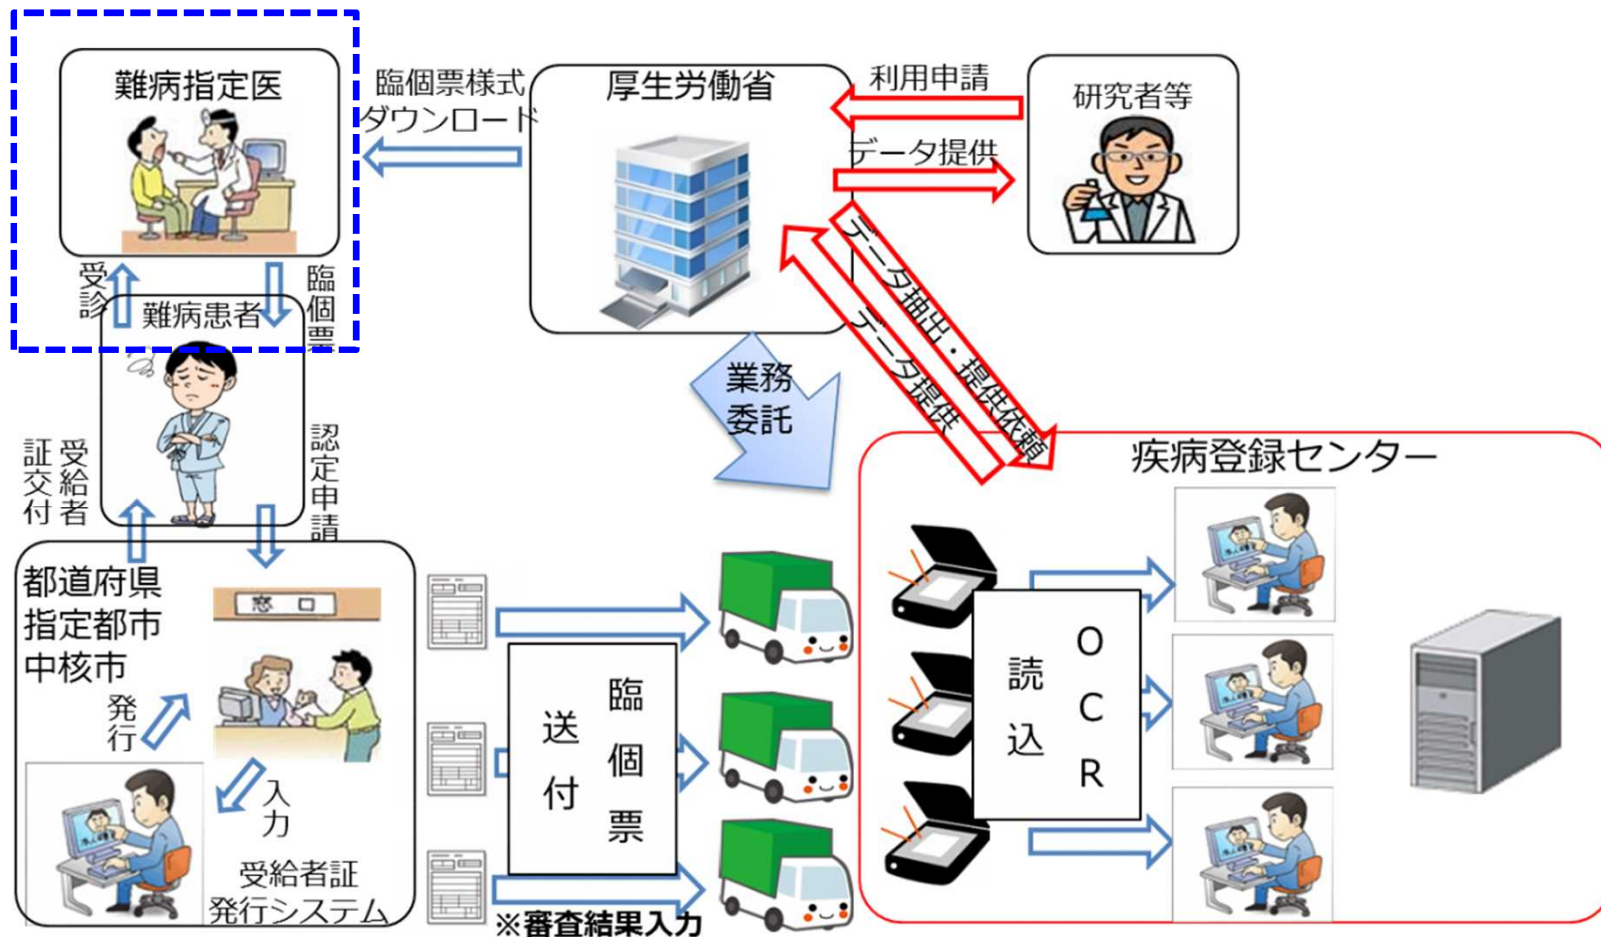 難病指定医
臨個票様式
ダウンロード
厚生労働省
利用申請
データ提供
研究者等
受診
臨個票
難病患者
データ抽出・提供依頼
データ提供
業務
委託
受給者
証交付
認定申請
都道府県
指定都市
中核市
窓口
発行
入力
受給者証
発行システム
臨個票
送付
※審査結果入力
疾病登録センター
OCR
読込